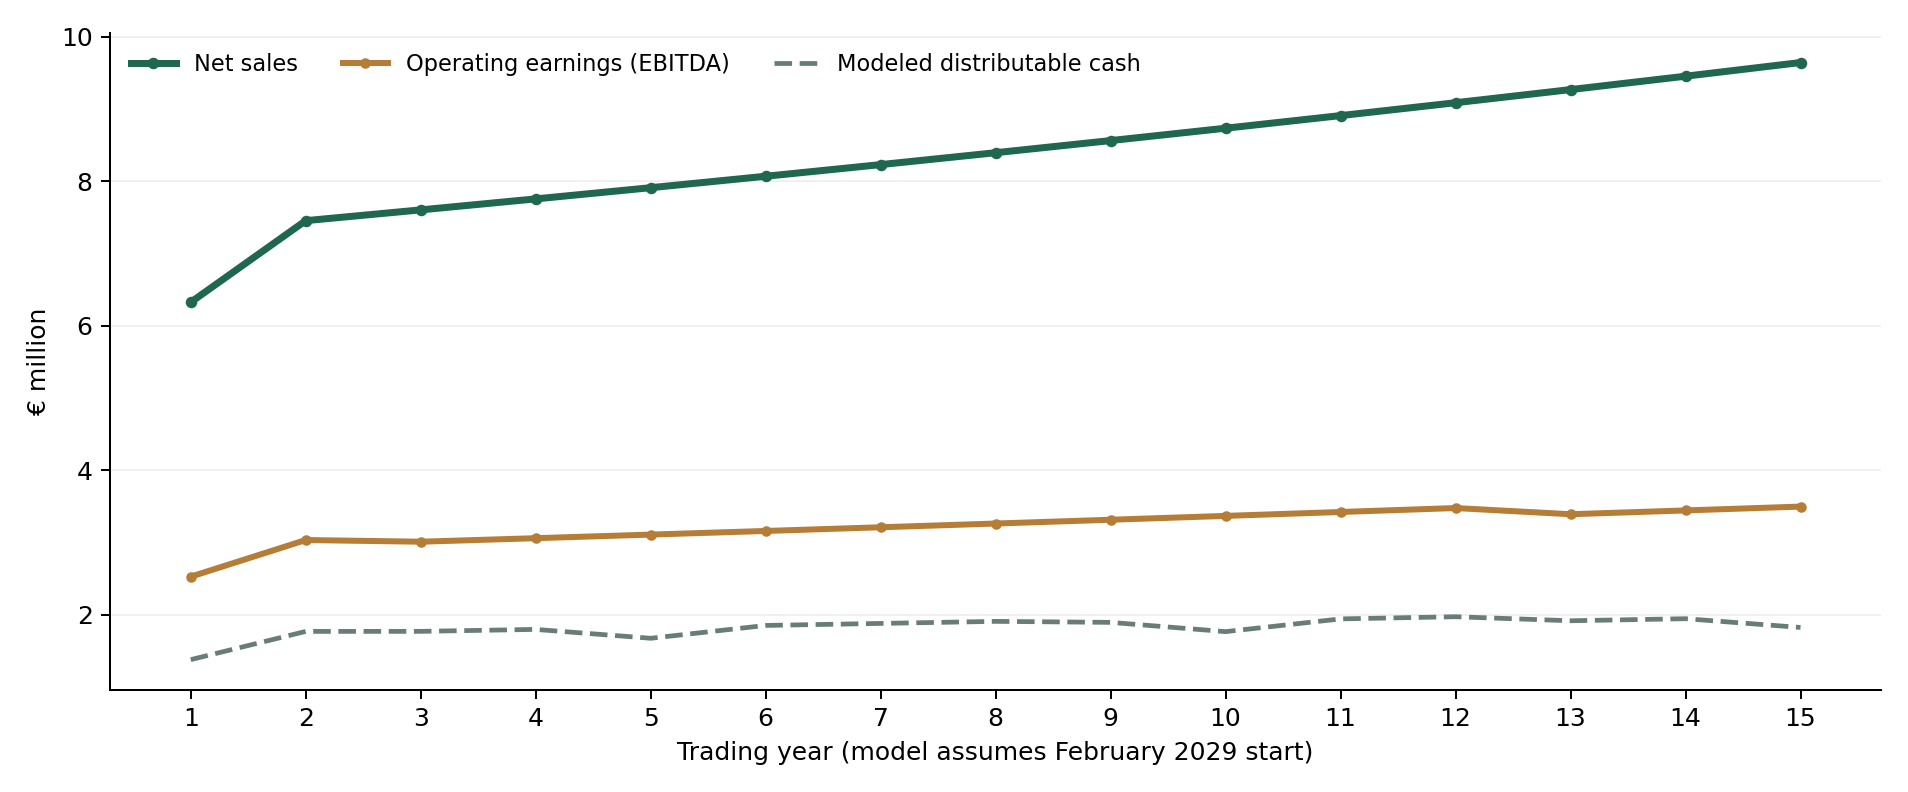 Net sales
Operating earnings (EBITDA)
Modeled distributable cash
€ million
10
8
6
4
2
1 2 3 4 5 6 7 8 9 10 11 12 13 14 15
Trading year (model assumes February 2029 start)